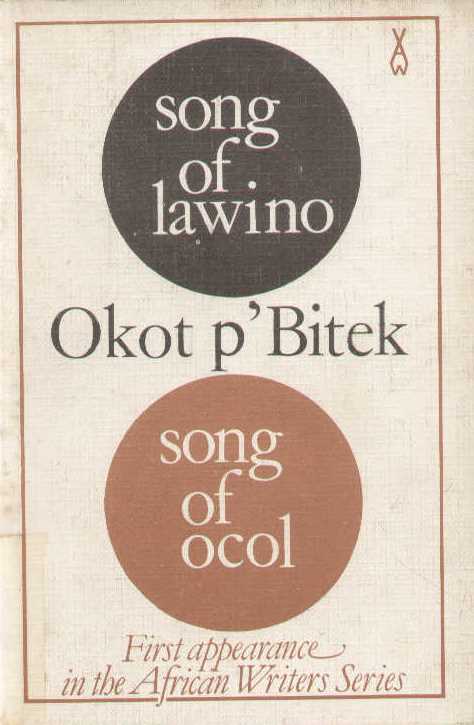 song
of
lawino
Okot p'Bitek
song
of
ocol
First appearance
in the African Writers Series